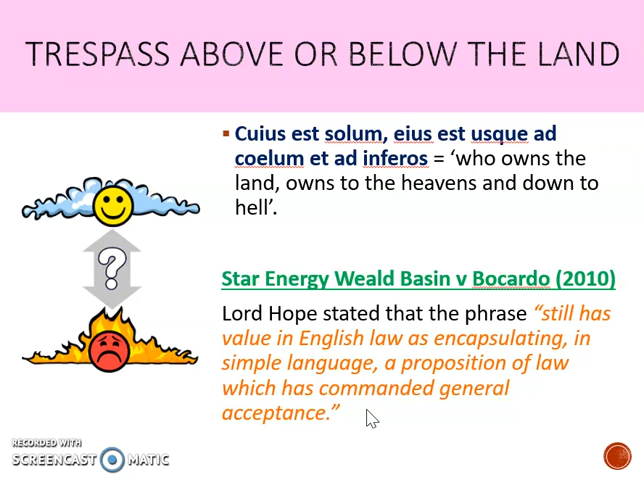 TRESPASS ABOVE OR BELOW THE LAND
Cuius est solum, eius est usque ad
coelum et ad inferos = ‘who owns the
land, owns to the heavens and down to
hell’.
?
Star Energy Weald Basin v Bocardo (2010)
Lord Hope stated that the phrase “still has
value in English law as encapsulating, in
simple language, a proposition of law
which has commanded general
acceptance.”
RECORDED WITH
SCREENCAST MATIC